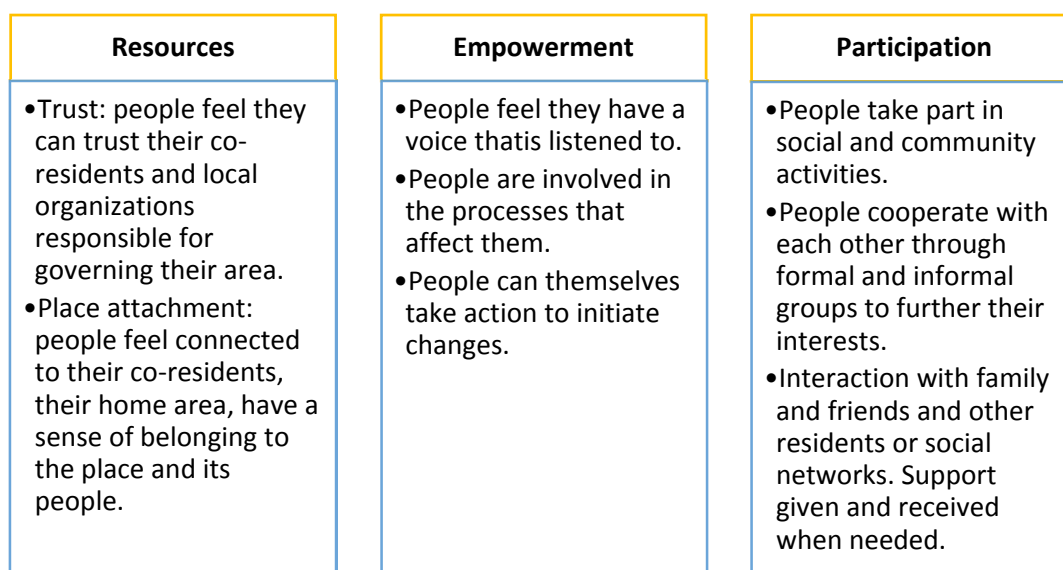 Resources
•Trust: people feel they
can trust their co-
residents and local
organizations
responsible for
governing their area.
•Place attachment:
people feel connected
to their co-residents,
their home area, have a
sense of belonging to
the place and its
people.
Empowerment
•People feel they have a
voice thatis listened to.
•People are involved in
the processes that
affect them.
•People can themselves
take action to initiate
changes.
Participation
•People take part in
social and community
activities.
•People cooperate with
each other through
formal and informal
groups to further their
interests.
•Interaction with family
and friends and other
residents or social
networks. Support
given and received
when needed.